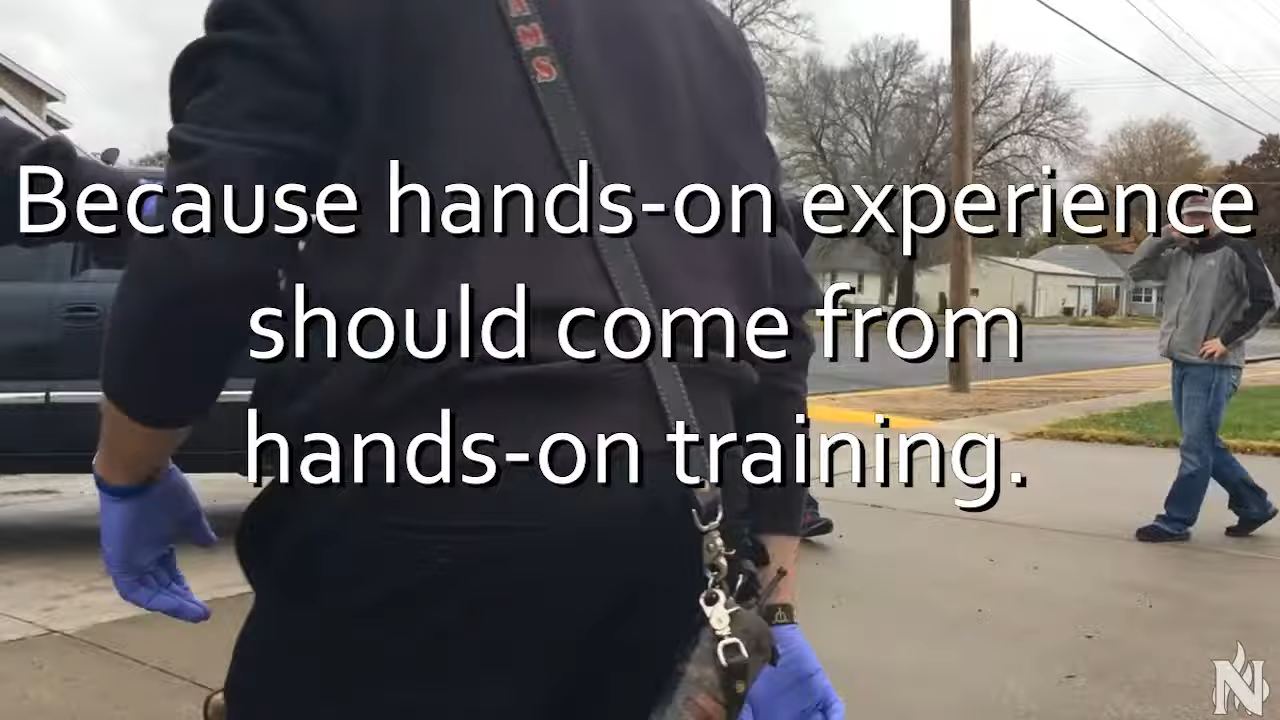 Because hands-on experience
should come from
hands-on training.
N